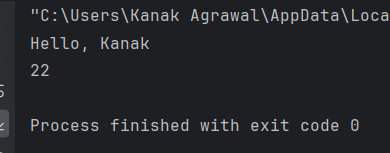 "C:\Users\Kanak Agrawal\AppData\Loca
Hello, Kanak
22
Process finished with exit code 0